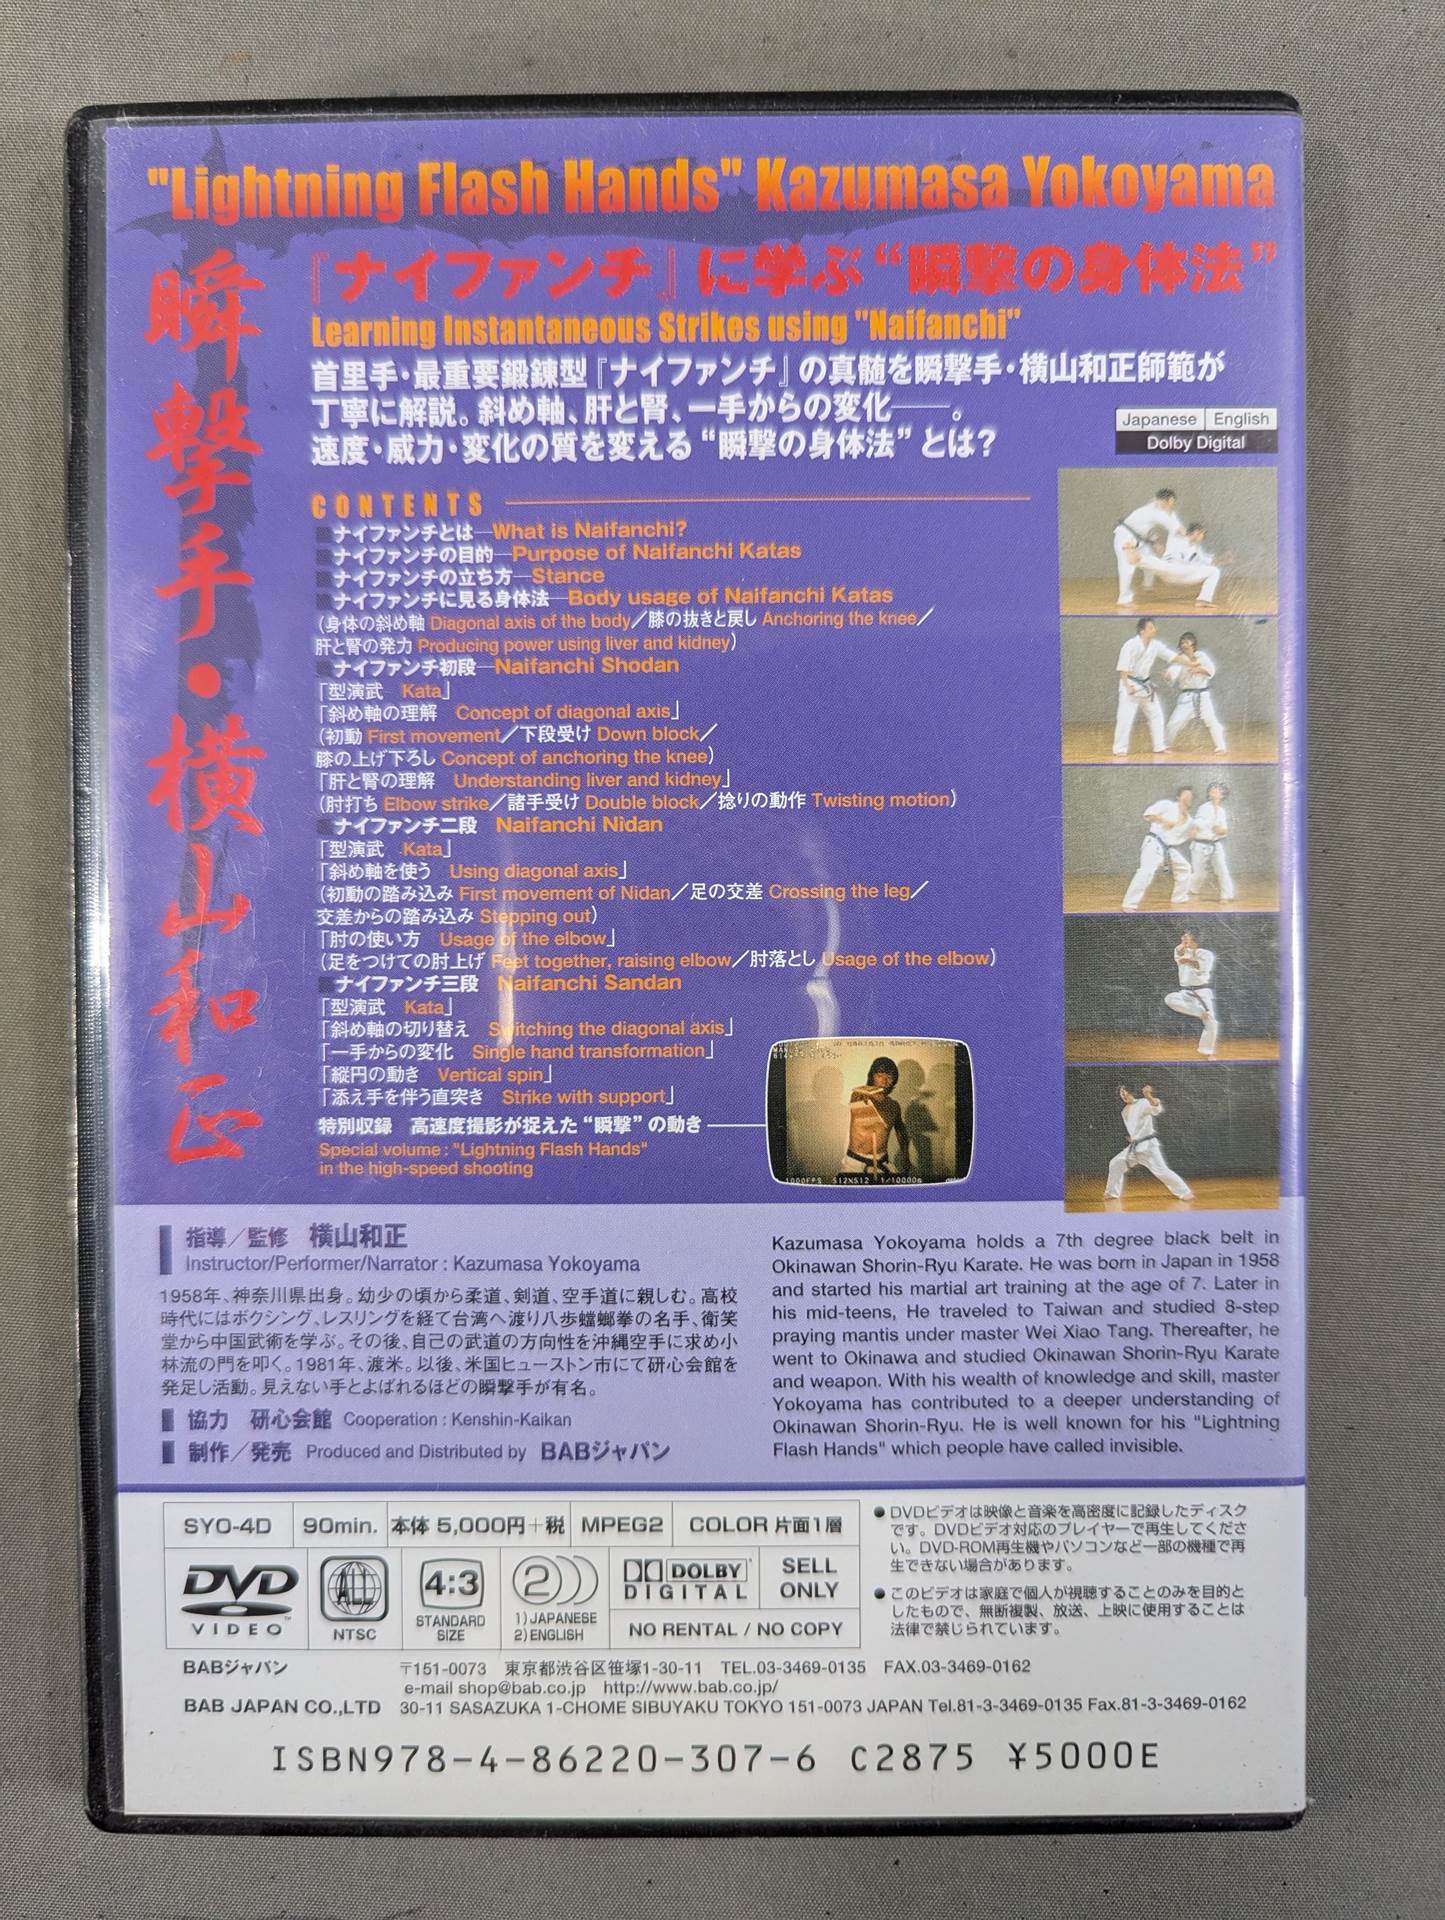 "Lightning Flash Hands" Kazumasa Yokoyama
瞬撃手・横山和正
『ナイファンチ』に学ぶ“瞬撃の身体法”
Learning Instantaneous Strikes using "Naifanchi"
首里手・最重要鍛錬型『ナイファンチ』の真髄を瞬撃手・横山和正師範が
丁寧に解説。斜め軸、肝と腎、一手からの変化――。
速度・威力・変化の質を変える“瞬撃の身体法”とは？
Japanese English
Dolby Digital
CONTENTS
■ナイファンチとは―What is Naifanchi?
■ナイファンチの目的―Purpose of Naifanchi Katas
■ナイファンチの立ち方―Stance
■ナイファンチに見る身体法―Body usage of Naifanchi Katas
（身体の斜め軸 Diagonal axis of the body／膝の抜きと戻し Anchoring the knee／
肝と腎の発力 Producing power using liver and kidney）
■ナイファンチ初段―Naifanchi Shodan
「型演武　Kata」
「斜め軸の理解　Concept of diagonal axis」
（初動 First movement／下段受け Down block／
膝の上げ下ろし Concept of anchoring the knee）
「肝と腎の理解　Understanding liver and kidney」
（肘打ち Elbow strike／諸手受け Double block／捻りの動作 Twisting motion）
■ナイファンチ二段　Naifanchi Nidan
「型演武　Kata」
「斜め軸を使う　Using diagonal axis」
（初動の踏み込み First movement of Nidan／足の交差 Crossing the leg／
交差からの踏み込み Stepping out）
「肘の使い方　Usage of the elbow」
（足をつけての肘上げ Feet together, raising elbow／肘落とし Usage of the elbow）
■ナイファンチ三段　Naifanchi Sandan
「型演武　Kata」
「斜め軸の切り替え　Switching the diagonal axis」
「一手からの変化　Single hand transformation」
「縦円の動き　Vertical spin」
「添え手を伴う直突き　Strike with support」
特別収録　高速度撮影が捉えた“瞬撃”の動き
Special volume : "Lightning Flash Hands"
in the high-speed shooting
1000FPS 512X512 1/10000s
指導／監修　横山和正
Instructor/Performer/Narrator : Kazumasa Yokoyama
1958年、神奈川県出身。幼少の頃から柔道、剣道、空手道に親しむ。高校
時代にはボクシング、レスリングを経て台湾へ渡り八歩螳螂拳の名手、衛笑
堂から中国武術を学ぶ。その後、自己の武道の方向性を沖縄空手に求め小
林流の門を叩く。1981年、渡米。以後、米国ヒューストン市にて研心会館を
発足し活動。見えない手とよばれるほどの瞬撃手が有名。
協力　研心会館 Cooperation : Kenshin-Kaikan
制作／発売　Produced and Distributed by　BABジャパン
Kazumasa Yokoyama holds a 7th degree black belt in
Okinawan Shorin-Ryu Karate. He was born in Japan in 1958
and started his martial art training at the age of 7. Later in
his mid-teens, He traveled to Taiwan and studied 8-step
praying mantis under master Wei Xiao Tang. Thereafter, he
went to Okinawa and studied Okinawan Shorin-Ryu Karate
and weapon. With his wealth of knowledge and skill, master
Yokoyama has contributed to a deeper understanding of
Okinawan Shorin-Ryu. He is well known for his "Lightning
Flash Hands" which people have called invisible.
SYO-4D 90min. 本体 5,000円+税 MPEG2 COLOR 片面1層
DVD VIDEO
ALL NTSC
4:3 STANDARD SIZE
2 1)JAPANESE 2)ENGLISH
DOLBY DIGITAL
SELL ONLY
NO RENTAL / NO COPY
●DVDビデオは映像と音楽を高密度に記録したディスク
です。DVDビデオ対応のプレイヤーで再生してくださ
い。DVD-ROM再生機やパソコンなど一部の機種で再
生できない場合があります。
●このビデオは家庭で個人が視聴することのみを目的と
したもので、無断複製、放送、上映に使用することは
法律で禁じられています。
BABジャパン　〒151-0073　東京都渋谷区笹塚1-30-11　TEL.03-3469-0135　FAX.03-3469-0162
e-mail shop@bab.co.jp　http://www.bab.co.jp/
BAB JAPAN CO.,LTD　30-11 SASAZUKA 1-CHOME SIBUYAKU TOKYO 151-0073 JAPAN Tel.81-3-3469-0135 Fax.81-3-3469-0162
ISBN978-4-86220-307-6 C2875 ¥5000E